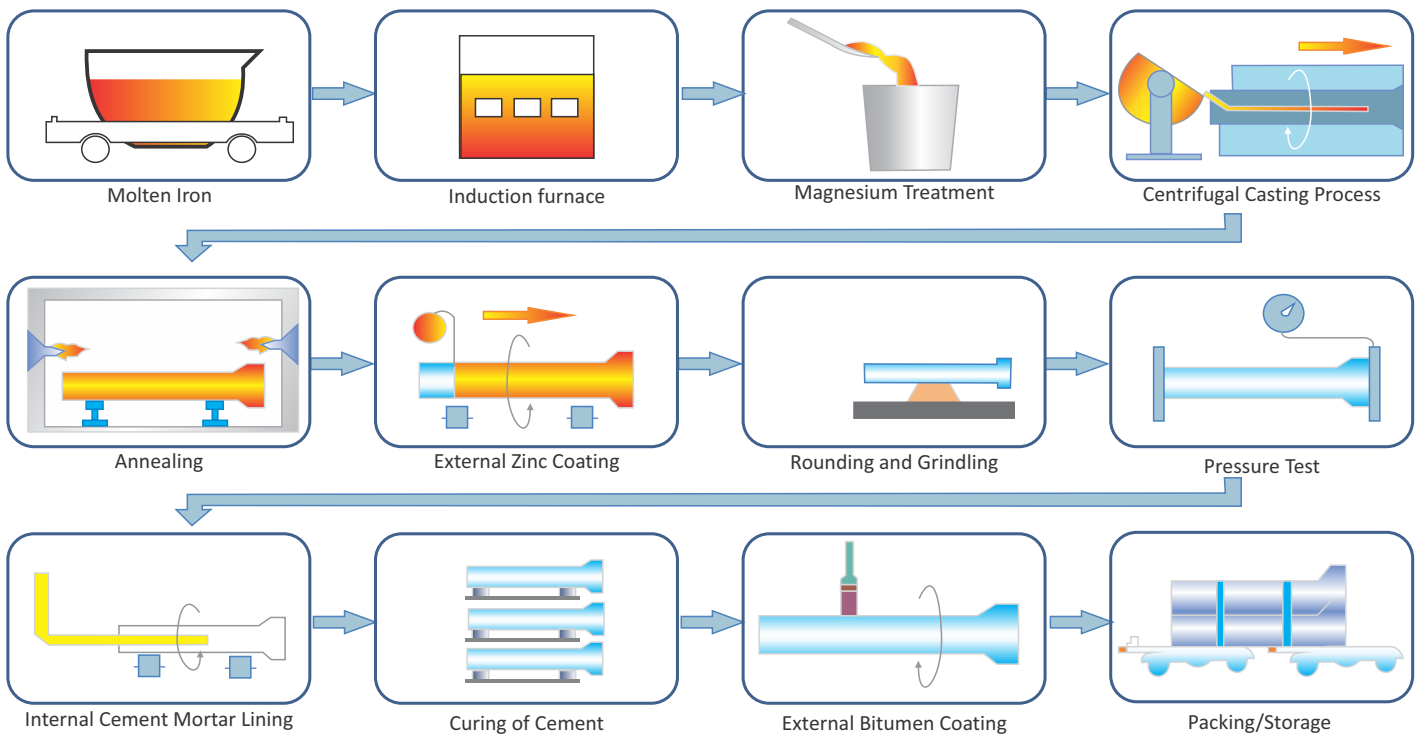 Molten Iron
Induction furnace
Magnesium Treatment
Centrifugal Casting Process
Annealing
External Zinc Coating
Rounding and Grindling
Pressure Test
Internal Cement Mortar Lining
Curing of Cement
External Bitumen Coating
Packing/Storage